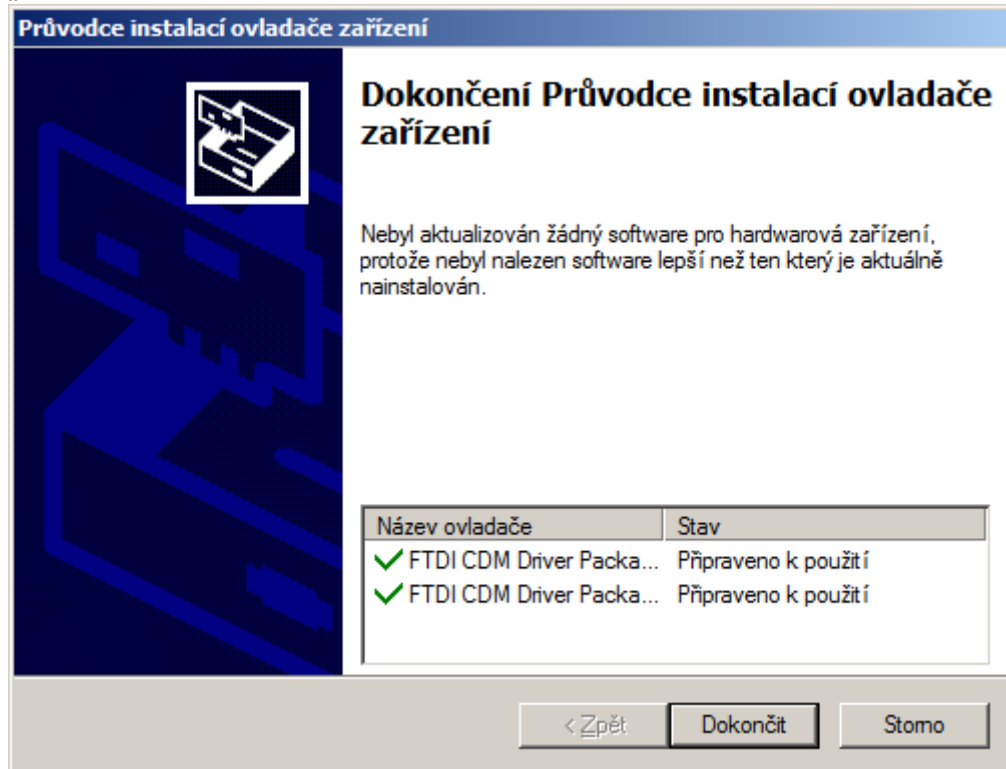 Průvodce instalací ovladače zařízení
Dokončení Průvodce instalací ovladače
zařízení
Nebyl aktualizován žádný software pro hardwarová zařízení,
protože nebyl nalezen software lepší než ten který je aktuálně
nainstalován.
Název ovladače Stav
FTDI CDM Driver Packa... Připraveno k použití
FTDI CDM Driver Packa... Připraveno k použití
< Zpět Dokončit Storno